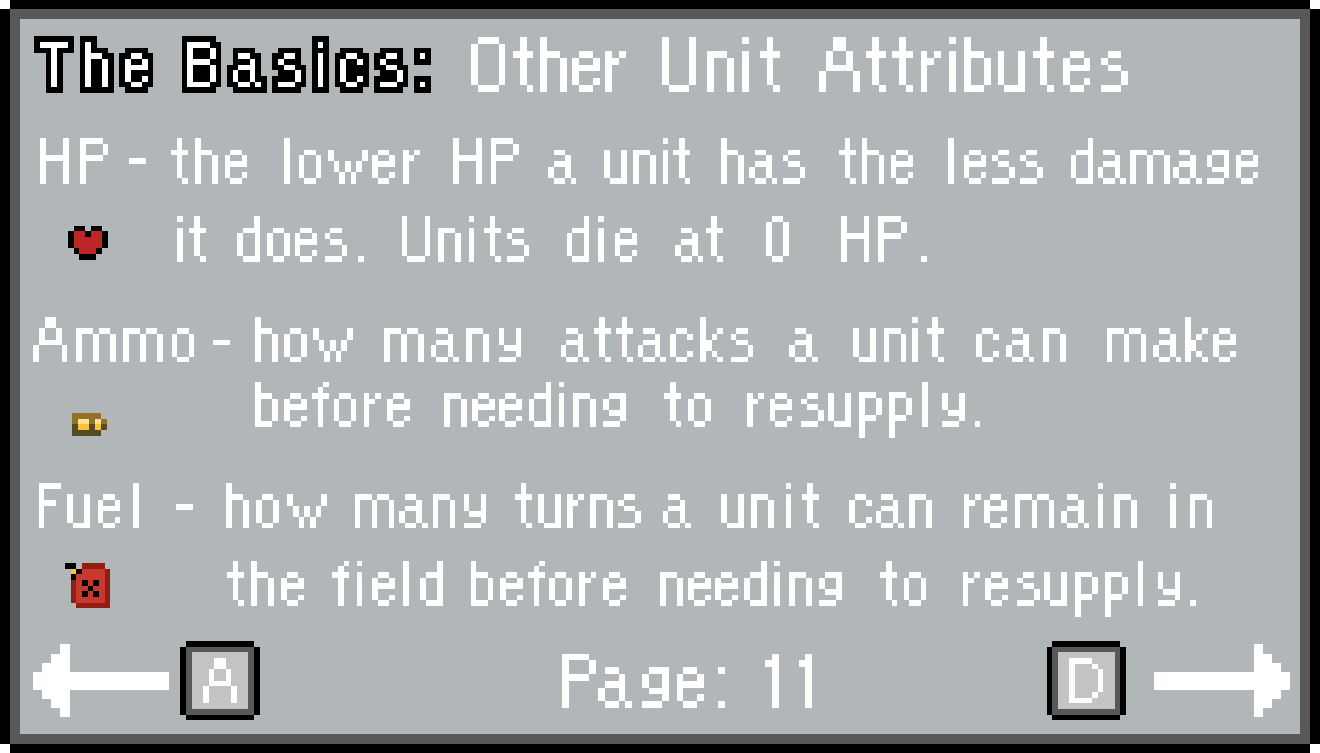 The Basics: Other Unit Attributes
HP - the lower HP a unit has the less damage
it does. Units die at 0 HP.
Ammo - how many attacks a unit can make
before needing to resupply.
Fuel - how many turns a unit can remain in
the field before needing to resupply.
A Page: 11 D